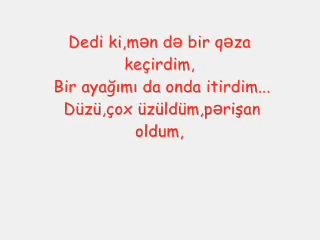 Dedi ki,mən də bir qəza
keçirdim,
Bir ayağımı da onda itirdim...
Düzü,çox üzüldüm,pərişan
oldum,